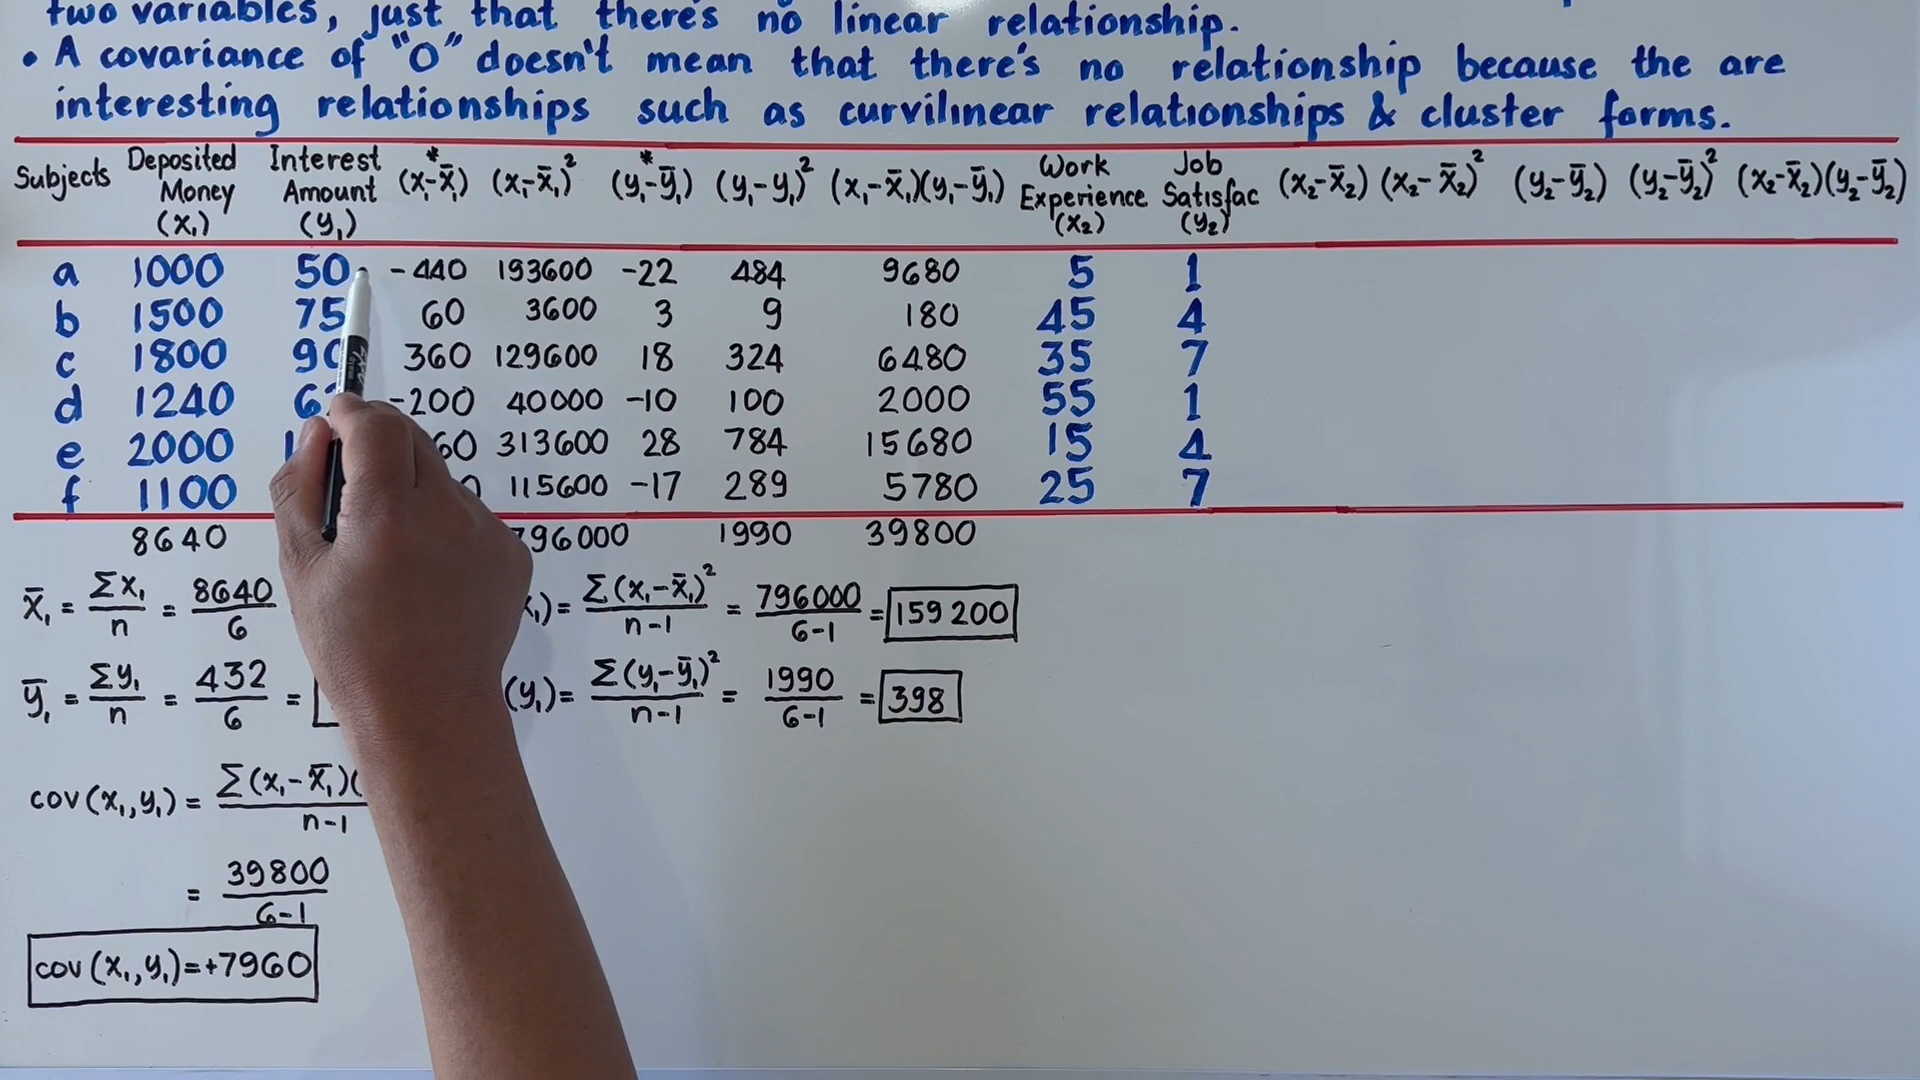 two variables, just that there's no linear relationship.
• A covariance of "0" doesn't mean that there's no relationship because the are
interesting relationships such as curvilinear relationships & cluster forms.
Subjects Deposited Money (x₁) Interest Amount (y₁) *(x₁-x̄₁) (x₁-x̄₁)² *(y₁-ȳ₁) (y₁-y₁)² (x₁-x̄₁)(y₁-ȳ₁) Work Experience (x₂) Job Satisfac (y₂) (x₂-x̄₂) (x₂-x̄₂)² (y₂-ȳ₂) (y₂-ȳ₂)² (x₂-x̄₂)(y₂-ȳ₂)
a 1000 50 -440 193600 -22 484 9680 5 1
b 1500 75 60 3600 3 9 180 45 4
c 1800 90 360 129600 18 324 6480 35 7
d 1240 -200 40000 -10 100 2000 55 1
e 2000 313600 28 784 15680 15 4
f 1100 115600 -17 289 5780 25 7
8640 796000 1990 39800
x̄₁ = Σx₁/n = 8640/6 = Σ(x₁-x̄₁)²/n-1 = 796000/6-1 = 159200
ȳ₁ = Σy₁/n = 432/6 = (y₁) = Σ(y₁-ȳ₁)²/n-1 = 1990/6-1 = 398
cov(x₁,y₁) = Σ(x₁-x̄₁)(/n-1
= 39800/6-1
cov(x₁,y₁)=+7960